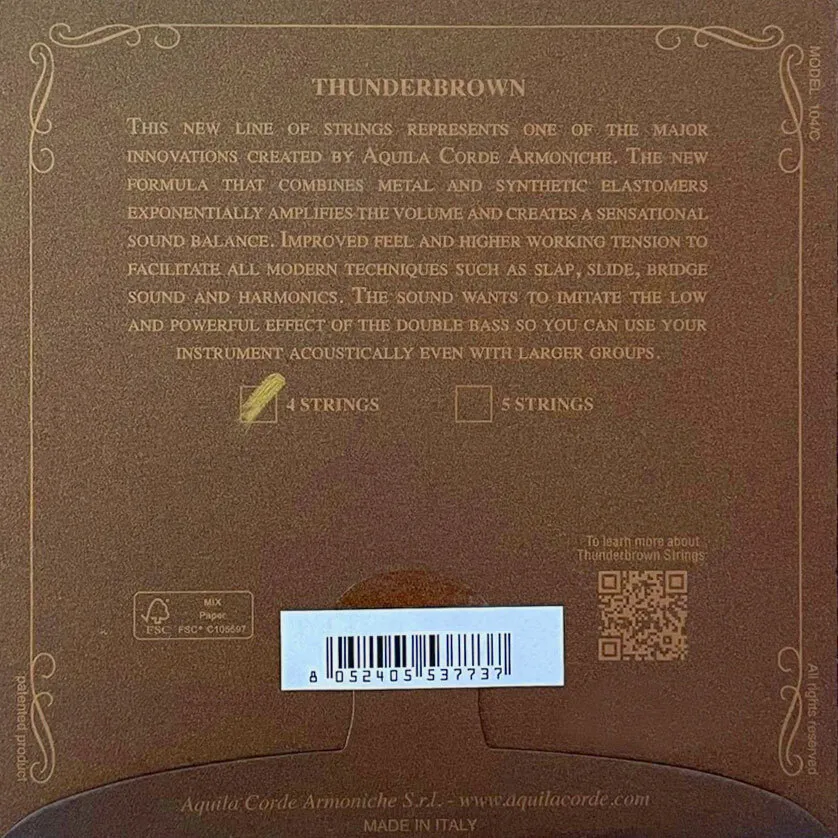 THUNDERBROWN
THIS NEW LINE OF STRINGS REPRESENTS ONE OF THE MAJOR
INNOVATIONS CREATED BY AQUILA CORDE ARMONICHE. THE NEW
FORMULA THAT COMBINES METAL AND SYNTHETIC ELASTOMERS
EXPONENTIALLY AMPLIFIES THE VOLUME AND CREATES A SENSATIONAL
SOUND BALANCE. IMPROVED FEEL AND HIGHER WORKING TENSION TO
FACILITATE ALL MODERN TECHNIQUES SUCH AS SLAP, SLIDE, BRIDGE
SOUND AND HARMONICS. THE SOUND WANTS TO IMITATE THE LOW
AND POWERFUL EFFECT OF THE DOUBLE BASS SO YOU CAN USE YOUR
INSTRUMENT ACOUSTICALLY EVEN WITH LARGER GROUPS.
4 STRINGS
5 STRINGS
MODEL
To learn more about
Thunderbrown Strings
MIX
Paper
FSC
FSC® C105597
8 052405 537737
patented product
All rights reserved
Aquila Corde Armoniche S.r.l. - www.aquilacorde.com
MADE IN ITALY